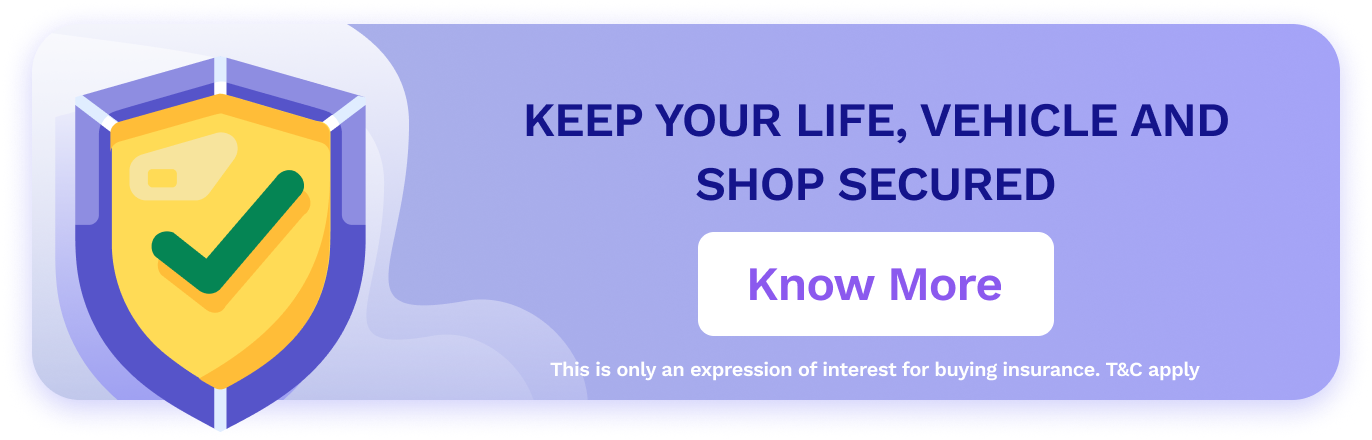 KEEP YOUR LIFE, VEHICLE AND
SHOP SECURED
Know More
This is only an expression of interest for buying insurance. T&C apply